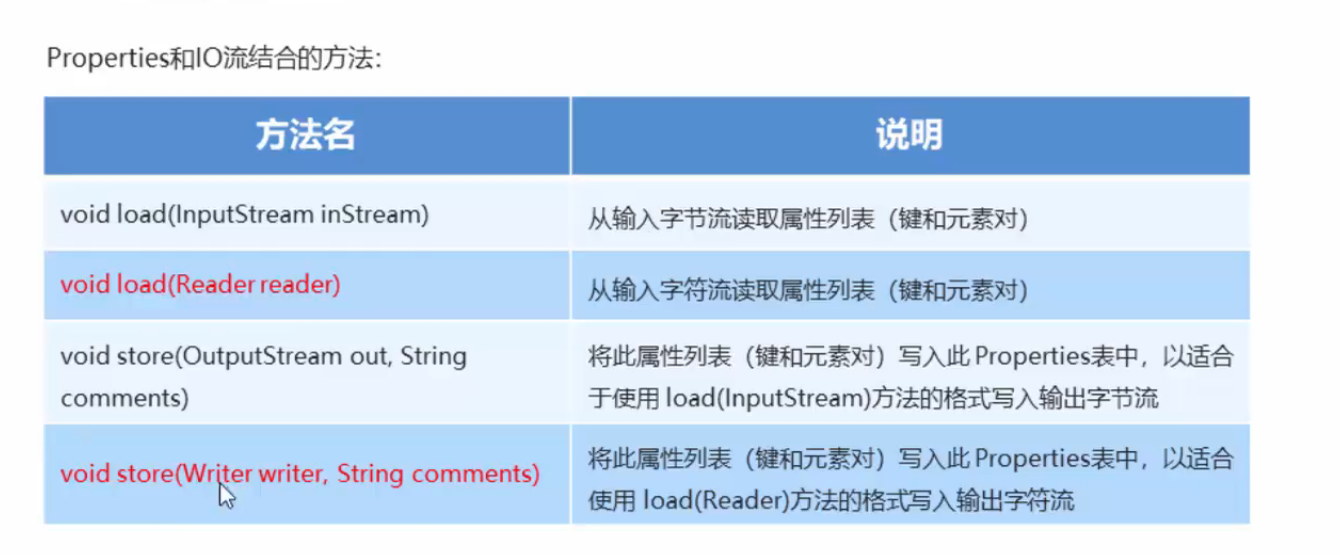 Properties和IO流结合的方法：
方法名
说明
void load(InputStream inStream)
从输入字节流读取属性列表（键和元素对）
void load(Reader reader)
从输入字符流读取属性列表（键和元素对）
void store(OutputStream out, String
comments)
将此属性列表（键和元素对）写入此 Properties表中，以适合
于使用 load(InputStream)方法的格式写入输出字节流
void store(Writer writer, String comments)
将此属性列表（键和元素对）写入此 Properties表中，以适合
使用 load(Reader)方法的格式写入输出字符流